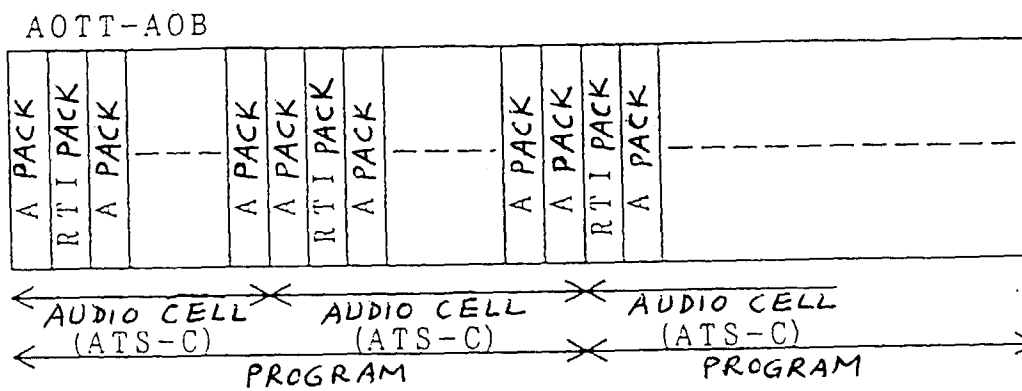 AOTT-AOB
A PACK
RTI PACK
A PACK
A PACK
A PACK
RTI PACK
A PACK
A PACK
A PACK
RTI PACK
A PACK
AUDIO CELL AUDIO CELL AUDIO CELL
(ATS-C) (ATS-C) (ATS-C)
PROGRAM PROGRAM